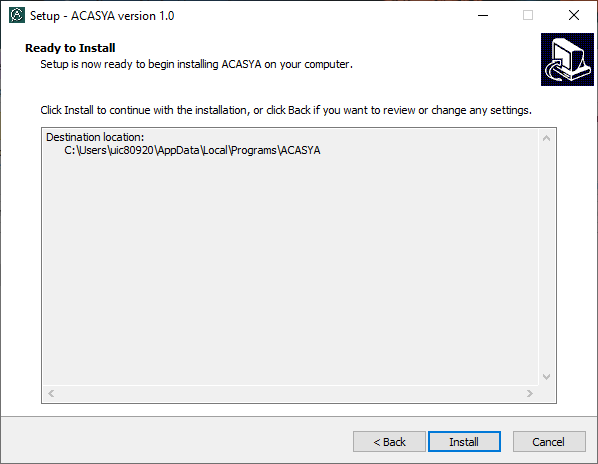 Setup - ACASYA version 1.0
Ready to Install
Setup is now ready to begin installing ACASYA on your computer.
Click Install to continue with the installation, or click Back if you want to review or change any settings.
Destination location:
C:\Users\uic80920\AppData\Local\Programs\ACASYA
< Back
Install
Cancel